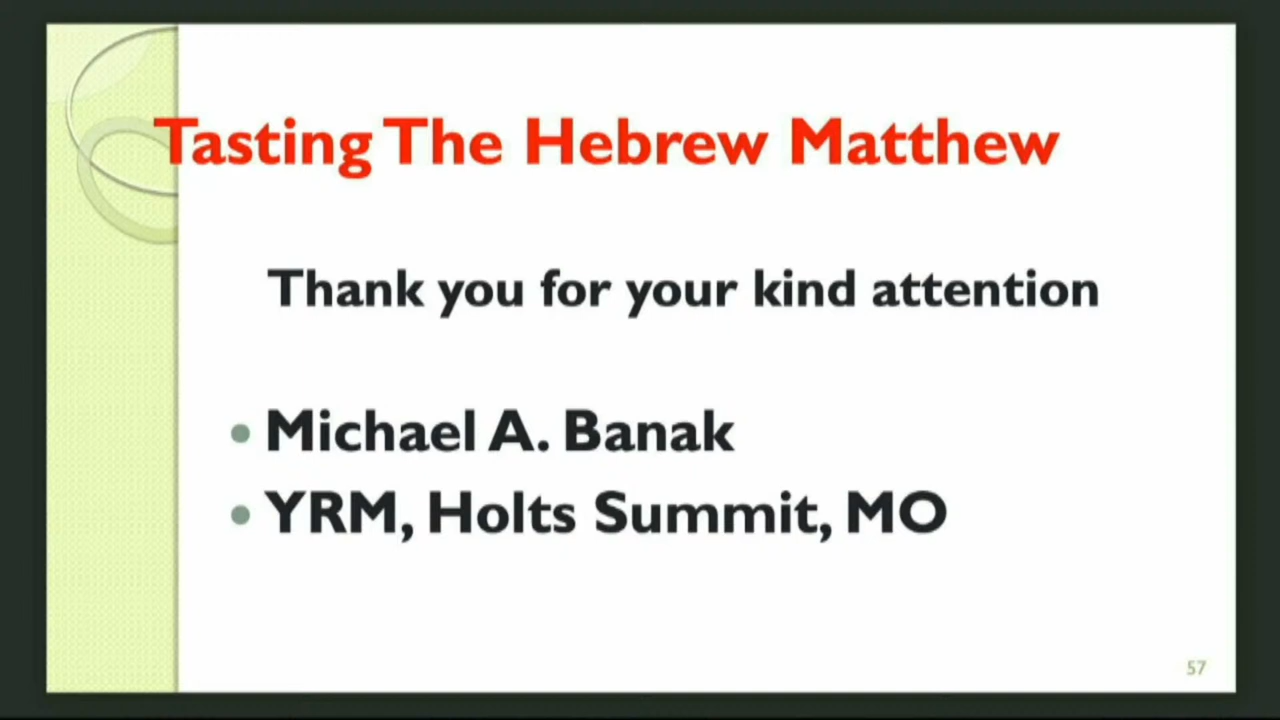 Tasting The Hebrew Matthew
Thank you for your kind attention
• Michael A. Banak
• YRM, Holts Summit, MO
57